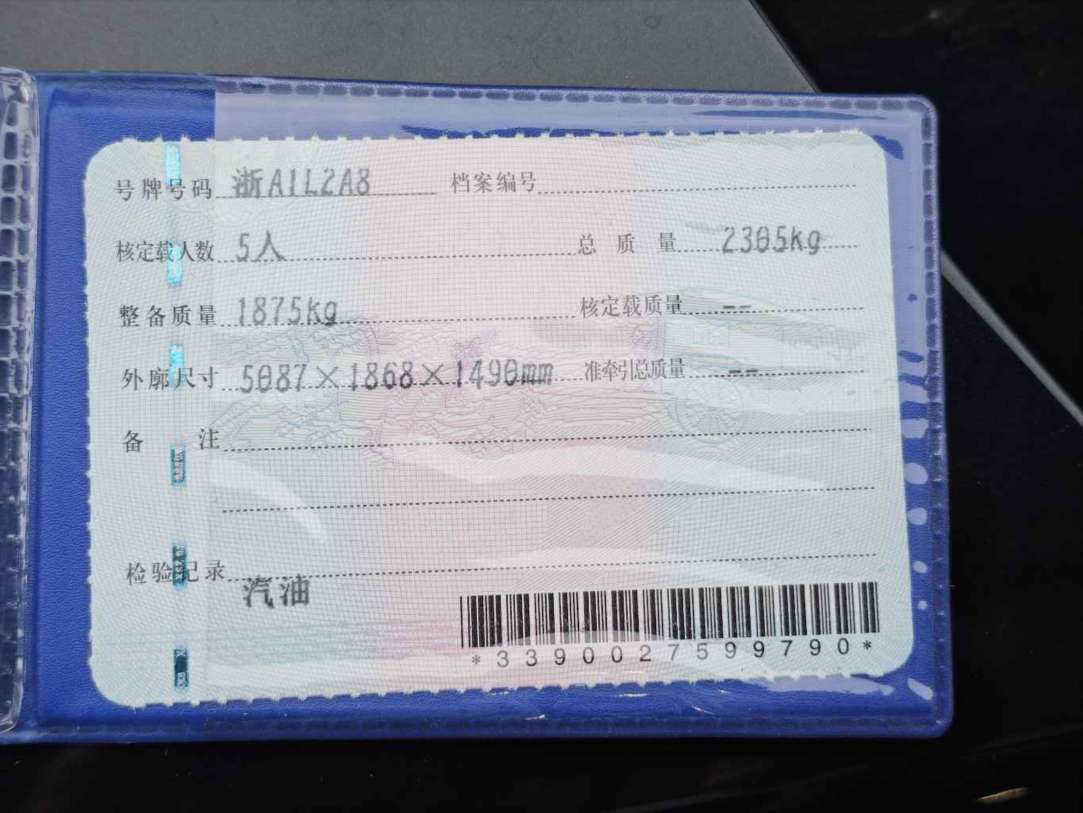 号牌号码 浙A1L2A8 档案编号
核定载人数 5人 总质量 2305kg
整备质量 1875kg 核定载质量 --
外廓尺寸 5087×1868×1490mm 准牵引总质量 --
备注
检验记录 汽油
*3390027599790*